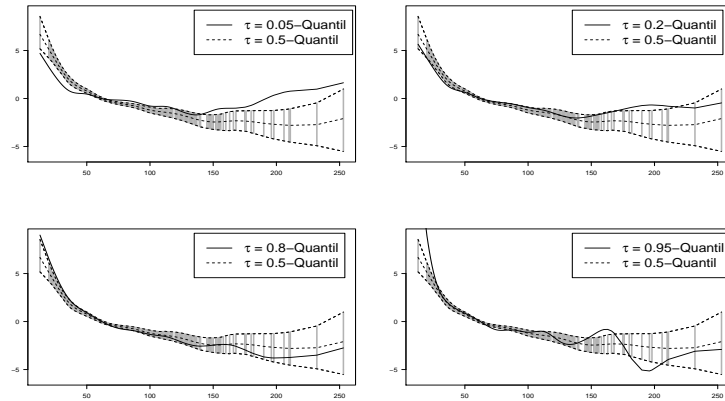 τ = 0.05−Quantil
τ = 0.5−Quantil
5
0
−5
50 100 150 200 250
τ = 0.2−Quantil
τ = 0.5−Quantil
5
0
−5
50 100 150 200 250
τ = 0.8−Quantil
τ = 0.5−Quantil
5
0
−5
50 100 150 200 250
τ = 0.95−Quantil
τ = 0.5−Quantil
5
0
−5
50 100 150 200 250